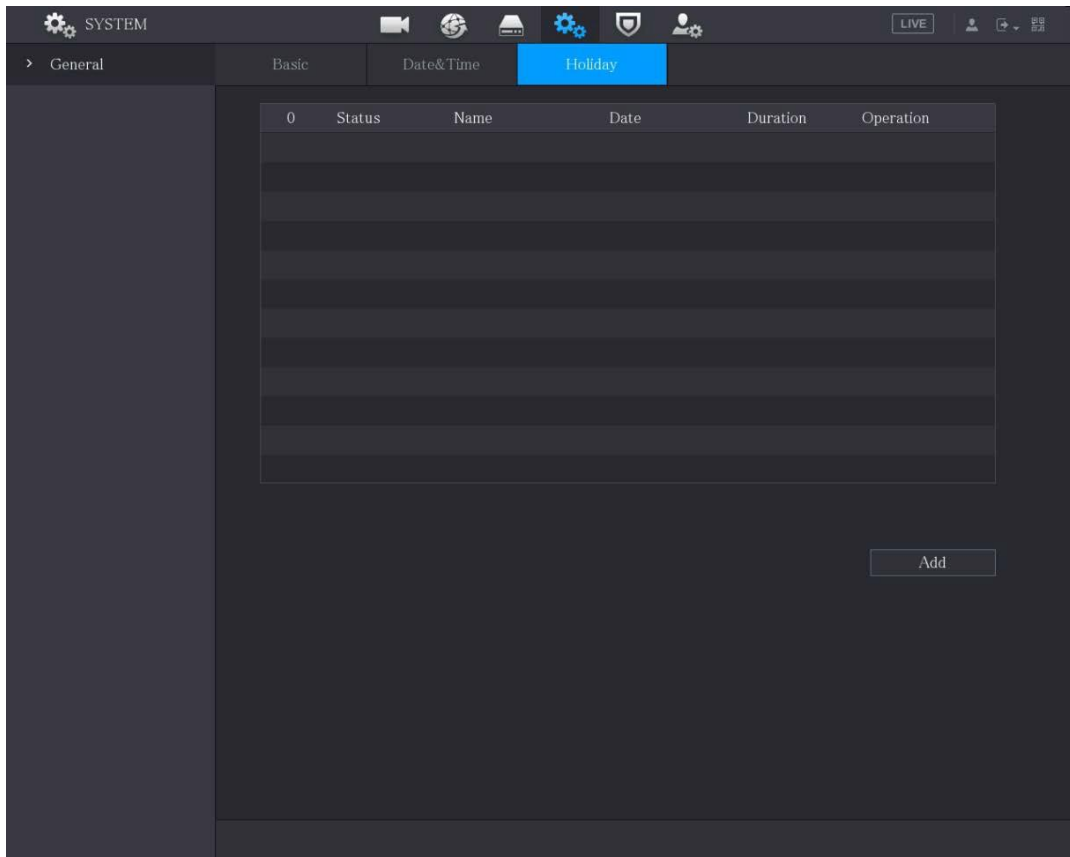 SYSTEM LIVE
General Basic Date&Time Holiday
0 Status Name Date Duration Operation
Add